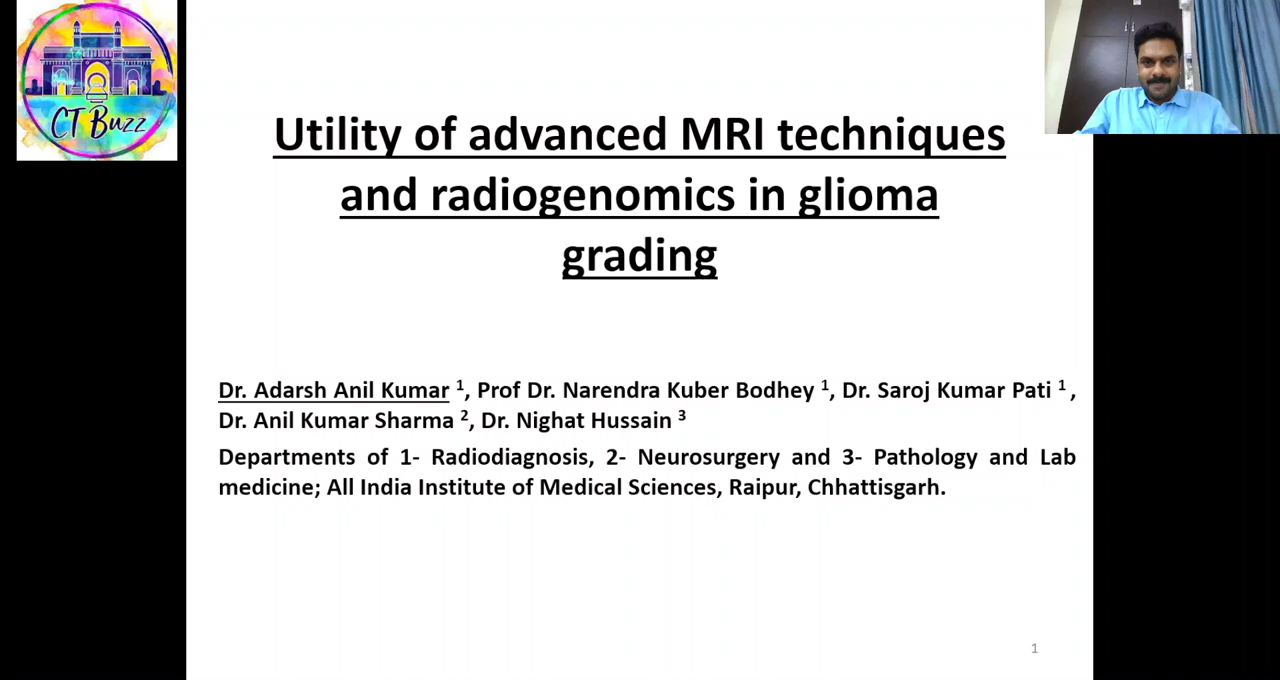 CT Buzz
Utility of advanced MRI techniques
and radiogenomics in glioma
grading
Dr. Adarsh Anil Kumar ¹, Prof Dr. Narendra Kuber Bodhey ¹, Dr. Saroj Kumar Pati ¹,
Dr. Anil Kumar Sharma ², Dr. Nighat Hussain ³
Departments of 1- Radiodiagnosis, 2- Neurosurgery and 3- Pathology and Lab
medicine; All India Institute of Medical Sciences, Raipur, Chhattisgarh.
1